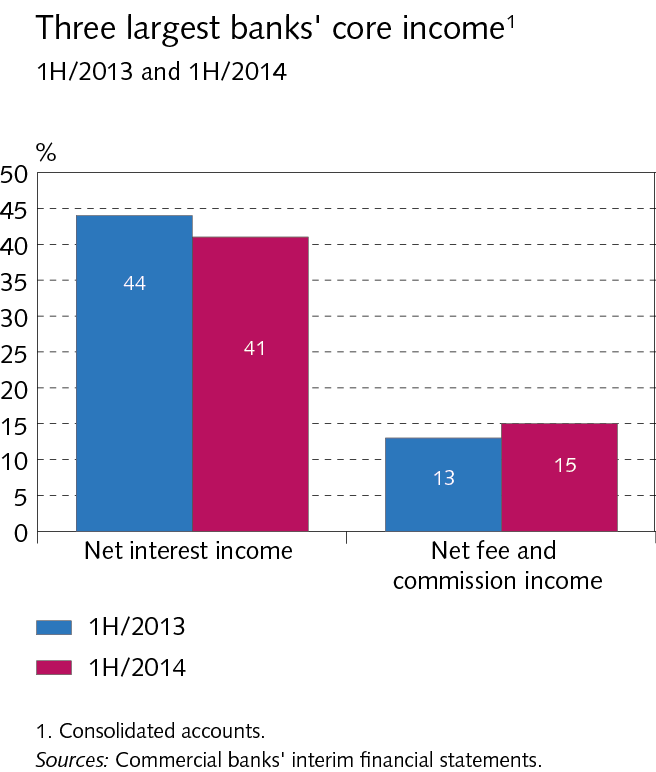 Three largest banks' core income¹
1H/2013 and 1H/2014
%
50
45
40
35
30
25
20
15
10
5
0
44
41
13
15
Net interest income
Net fee and
commission income
1H/2013
1H/2014
1. Consolidated accounts.
Sources: Commercial banks' interim financial statements.